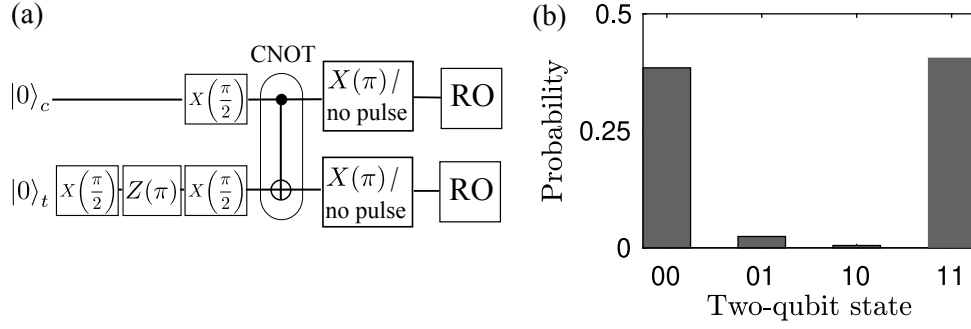 (a)
CNOT
|0⟩c X(π/2) X(π)/ no pulse RO
|0⟩t X(π/2) Z(π) X(π/2) X(π)/ no pulse RO
(b)
0.5
0.25
0
Probability
00 01 10 11
Two-qubit state